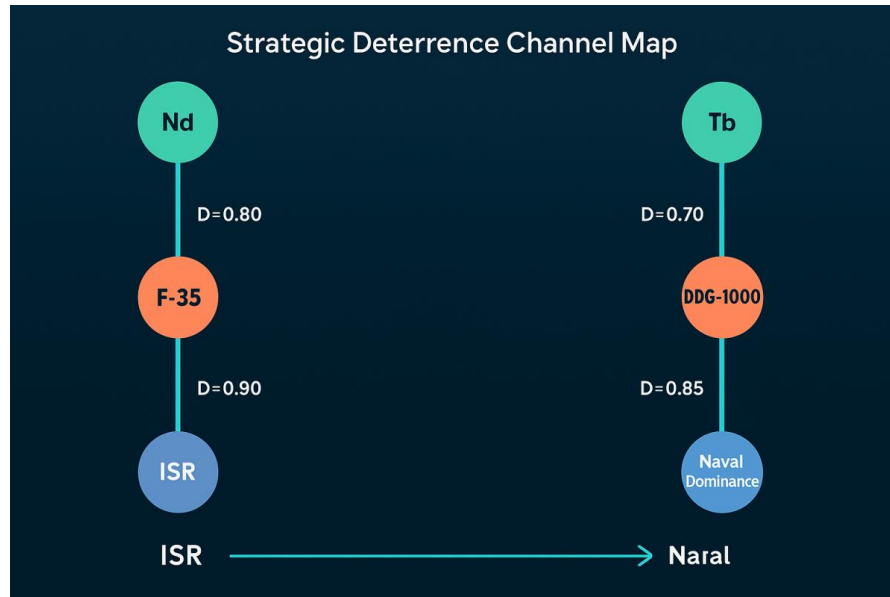 Strategic Deterrence Channel Map
Nd
Tb
D=0.80
D=0.70
F-35
DDG-1000
D=0.90
D=0.85
ISR
Naval
Dominance
ISR
Naral